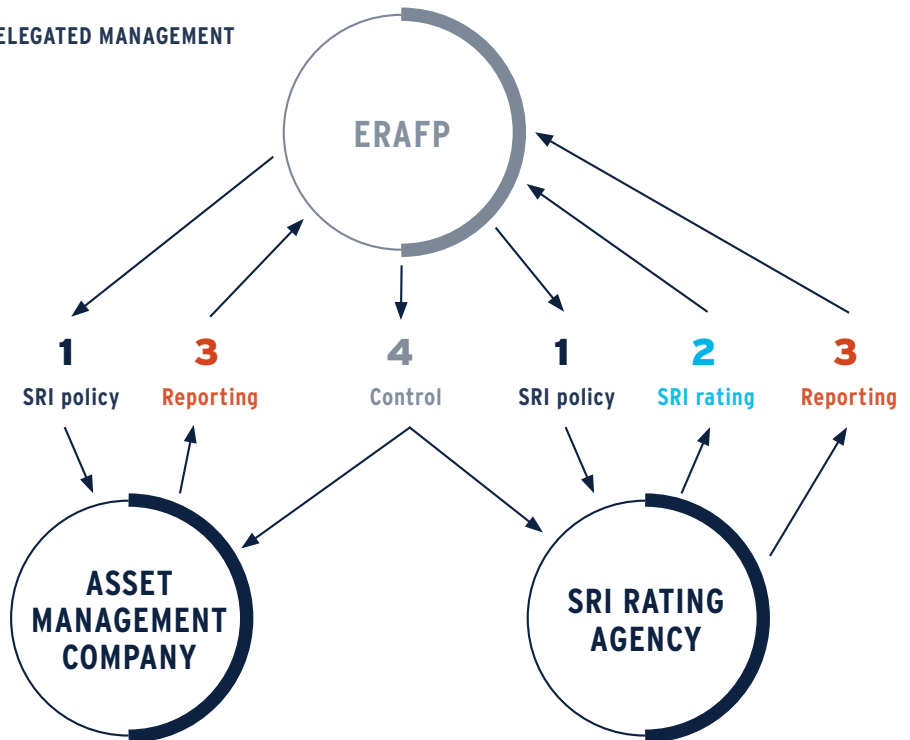 ELEGATED MANAGEMENT
ERAFP
1 3 4 1 2 3
SRI policy Reporting Control SRI policy SRI rating Reporting
ASSET
MANAGEMENT
COMPANY
SRI RATING
AGENCY